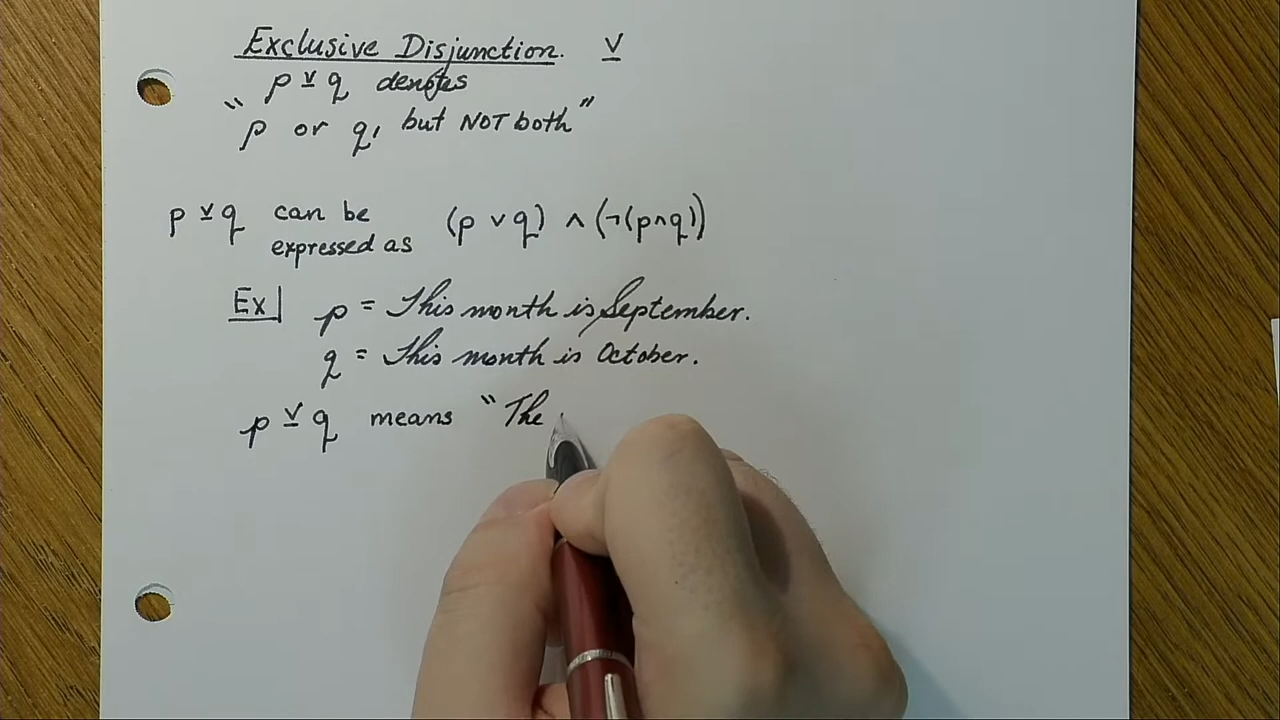 Exclusive Disjunction. ⊻
p ⊻ q denotes
"p or q, but NOT both"
p ⊻ q can be
expressed as (p ∨ q) ∧ (¬(p∧q))
Ex| p = This month is September.
q = This month is October.
p ⊻ q means "The